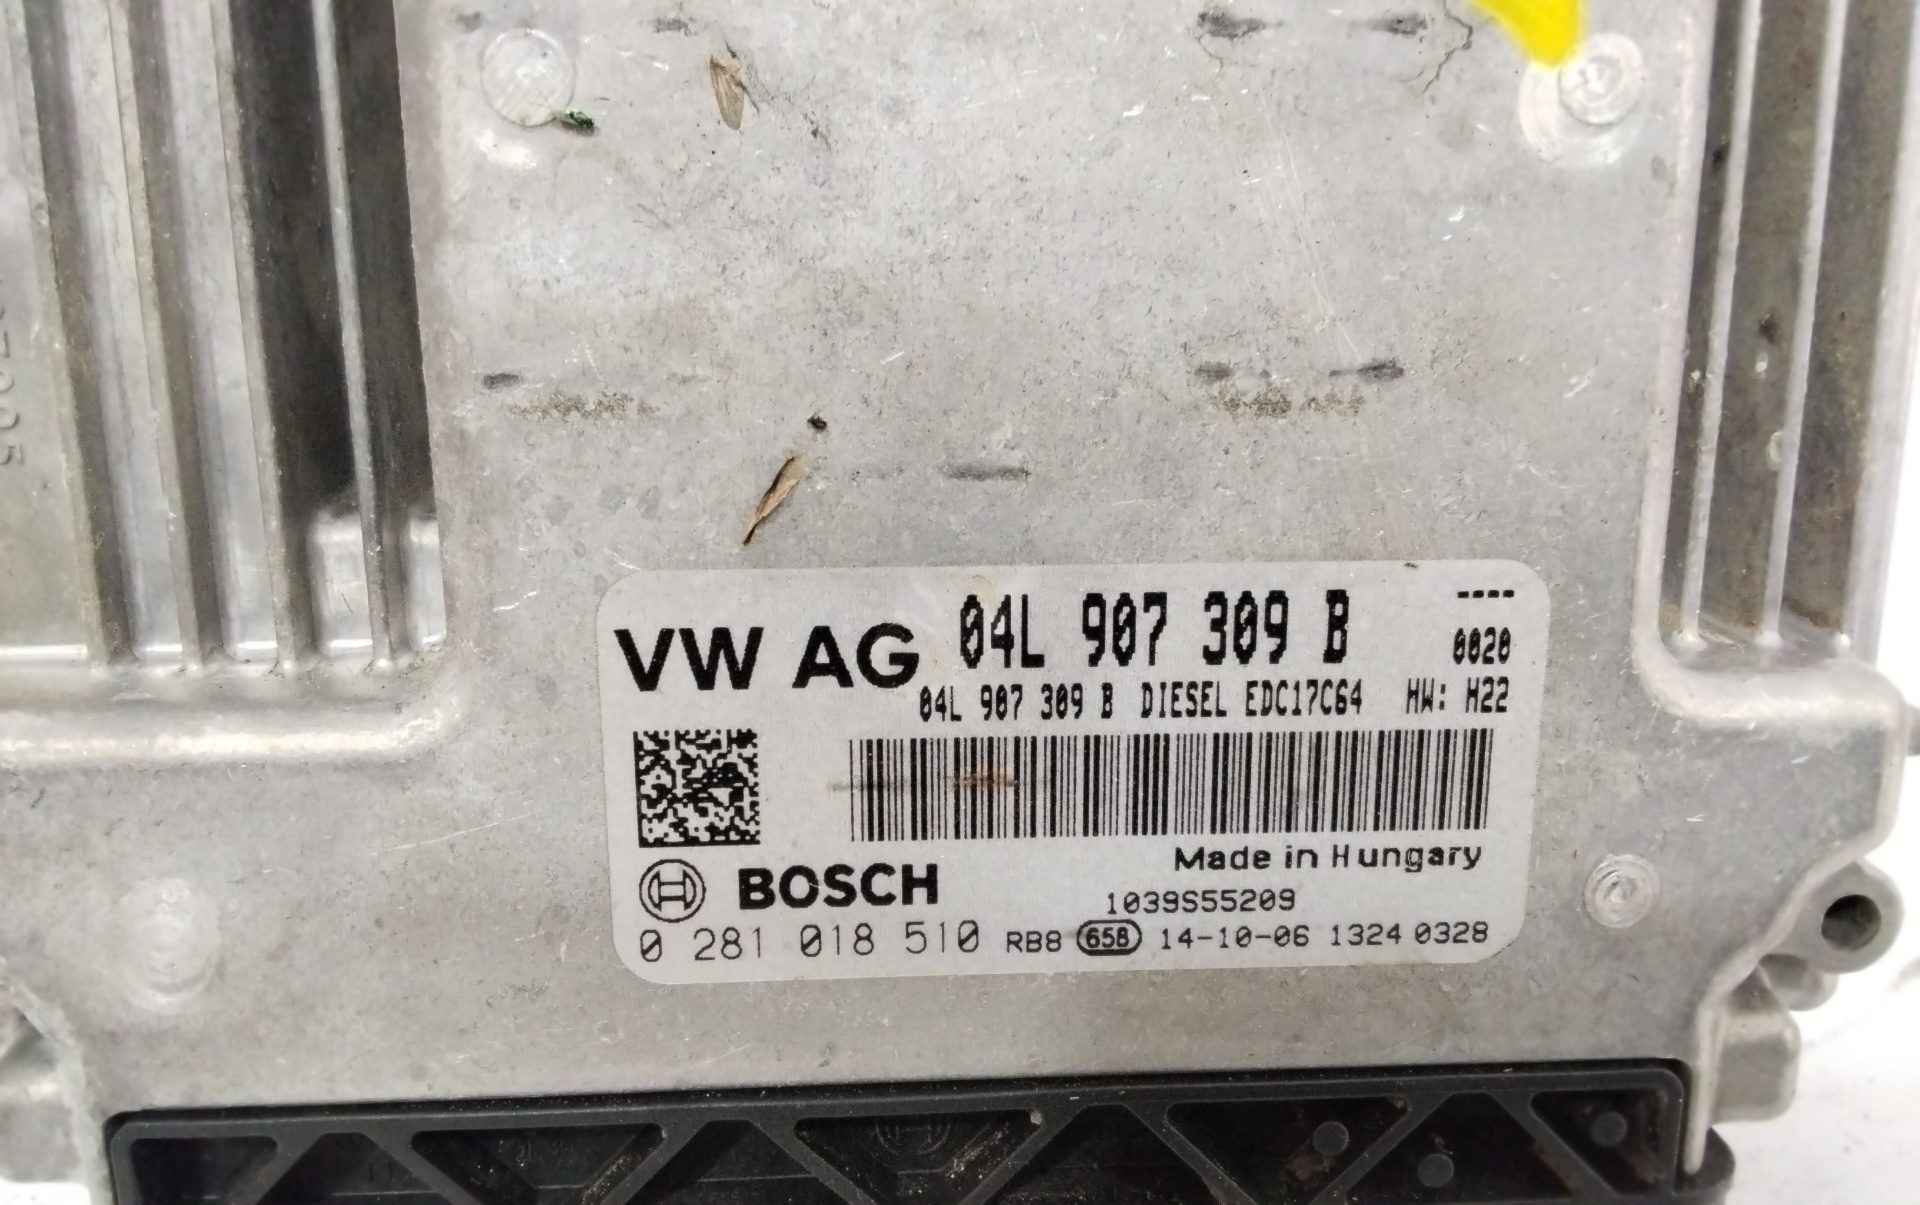 VW AG 04L 907 309 B ----
0020
04L 907 309 B DIESEL EDC17C64 HW: H22
Made in Hungary
BOSCH
1039S55209
0 281 018 510 RB8 658 14-10-06 1324 0328